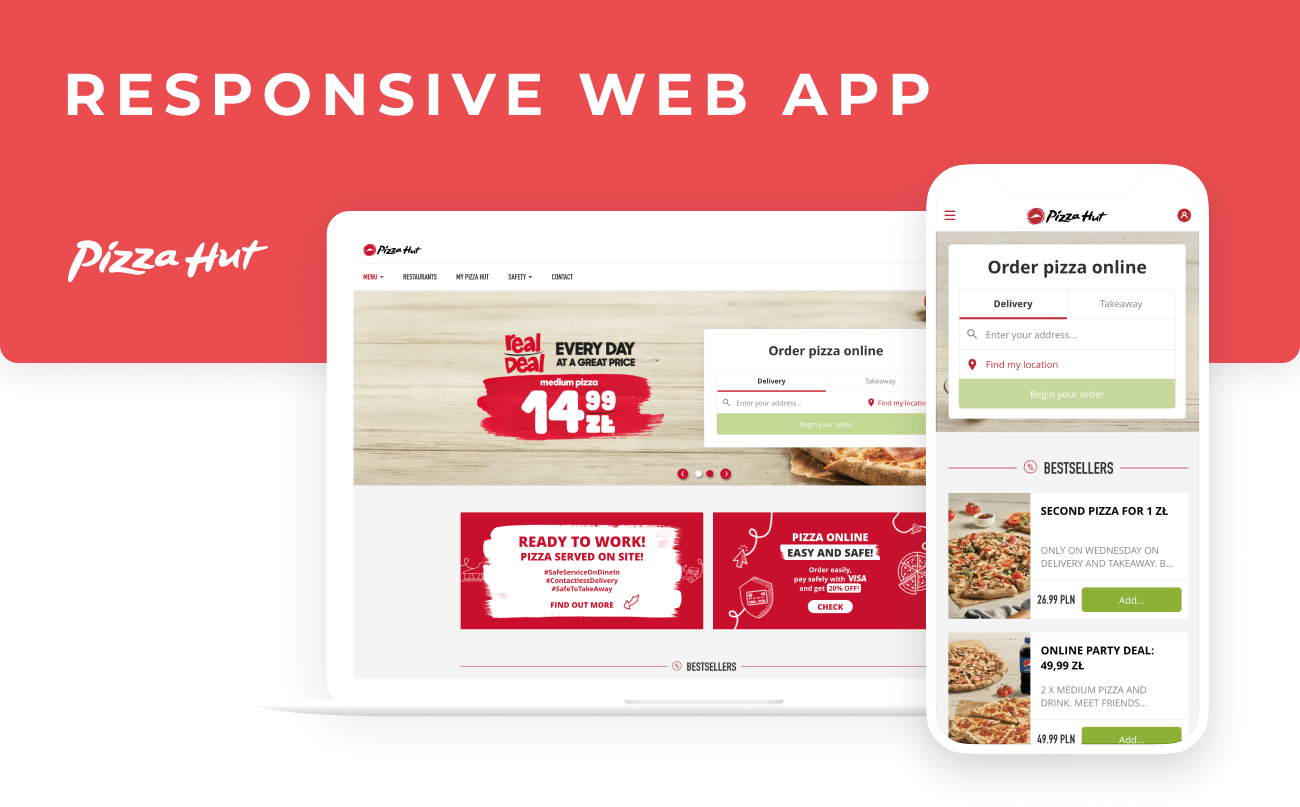 RESPONSIVE WEB APP
Pizza Hut
Pizza Hut
MENU
RESTAURANTS
MY PIZZA HUT
SAFETY
CONTACT
real
deal
EVERY DAY
AT A GREAT PRICE
medium pizza
14 99 ZŁ
Order pizza online
Delivery
Takeaway
Enter your address...
Find my locatio
Begin your order
READY TO WORK!
PIZZA SERVED ON SITE!
#SafeServiceOnDineIn
#ContactlessDelivery
#SafeToTakeAway
FIND OUT MORE
PIZZA ONLINE
EASY AND SAFE!
Order easily,
pay safely with VISA
and get 20% OFF!
CHECK
% BESTSELLERS
Pizza Hut
Order pizza online
Delivery
Takeaway
Enter your address...
Find my location
Begin your order
% BESTSELLERS
SECOND PIZZA FOR 1 ZŁ
ONLY ON WEDNESDAY ON
DELIVERY AND TAKEAWAY. B...
26.99 PLN
Add...
ONLINE PARTY DEAL:
49,99 ZŁ
2 X MEDIUM PIZZA AND
DRINK. MEET FRIENDS...
49.99 PLN
Add...